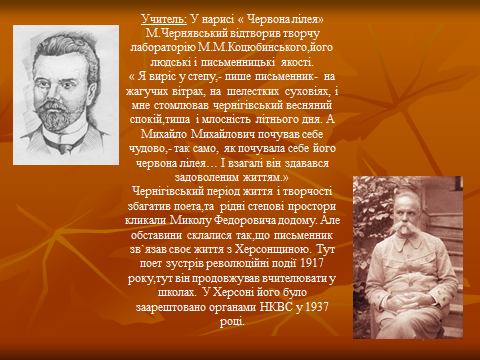 Учитель: У нарисі « Червона лілея»
М.Чернявський відтворив творчу
лабораторію М.М.Коцюбинського,його
людські і письменницькі якості.
« Я виріс у степу,- пише письменник- на
жагучих вітрах, на шелестких суховіях, і
мне стомлював чернігівський весняний
спокій,тиша і млосність літнього дня. А
Михайло Михайлович почував себе
чудово,- так само, як почувала себе його
червона лілея… І взагалі він здавався
задоволеним життям.»
Чернігівський період життя і творчості
збагатив поета,та рідні степові простори
кликали Миколу Федоровича додому. Але
обставини склалися так,що письменник
зв`язав своє життя з Херсонщиною. Тут
поет зустрів революційні події 1917
року,тут він продовжував вчителювати у
школах. У Херсоні його було
заарештовано органами НКВС у 1937
році.